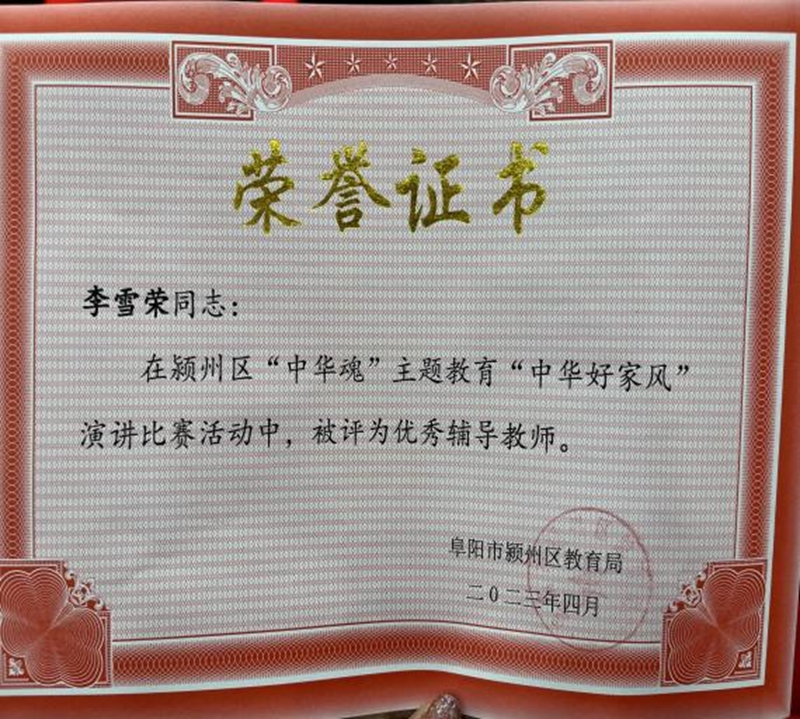 荣誉证书
李雪荣同志：
在颍州区“中华魂”主题教育“中华好家风”
演讲比赛活动中，被评为优秀辅导教师。
阜阳市颍州区教育局
二0二三年四月